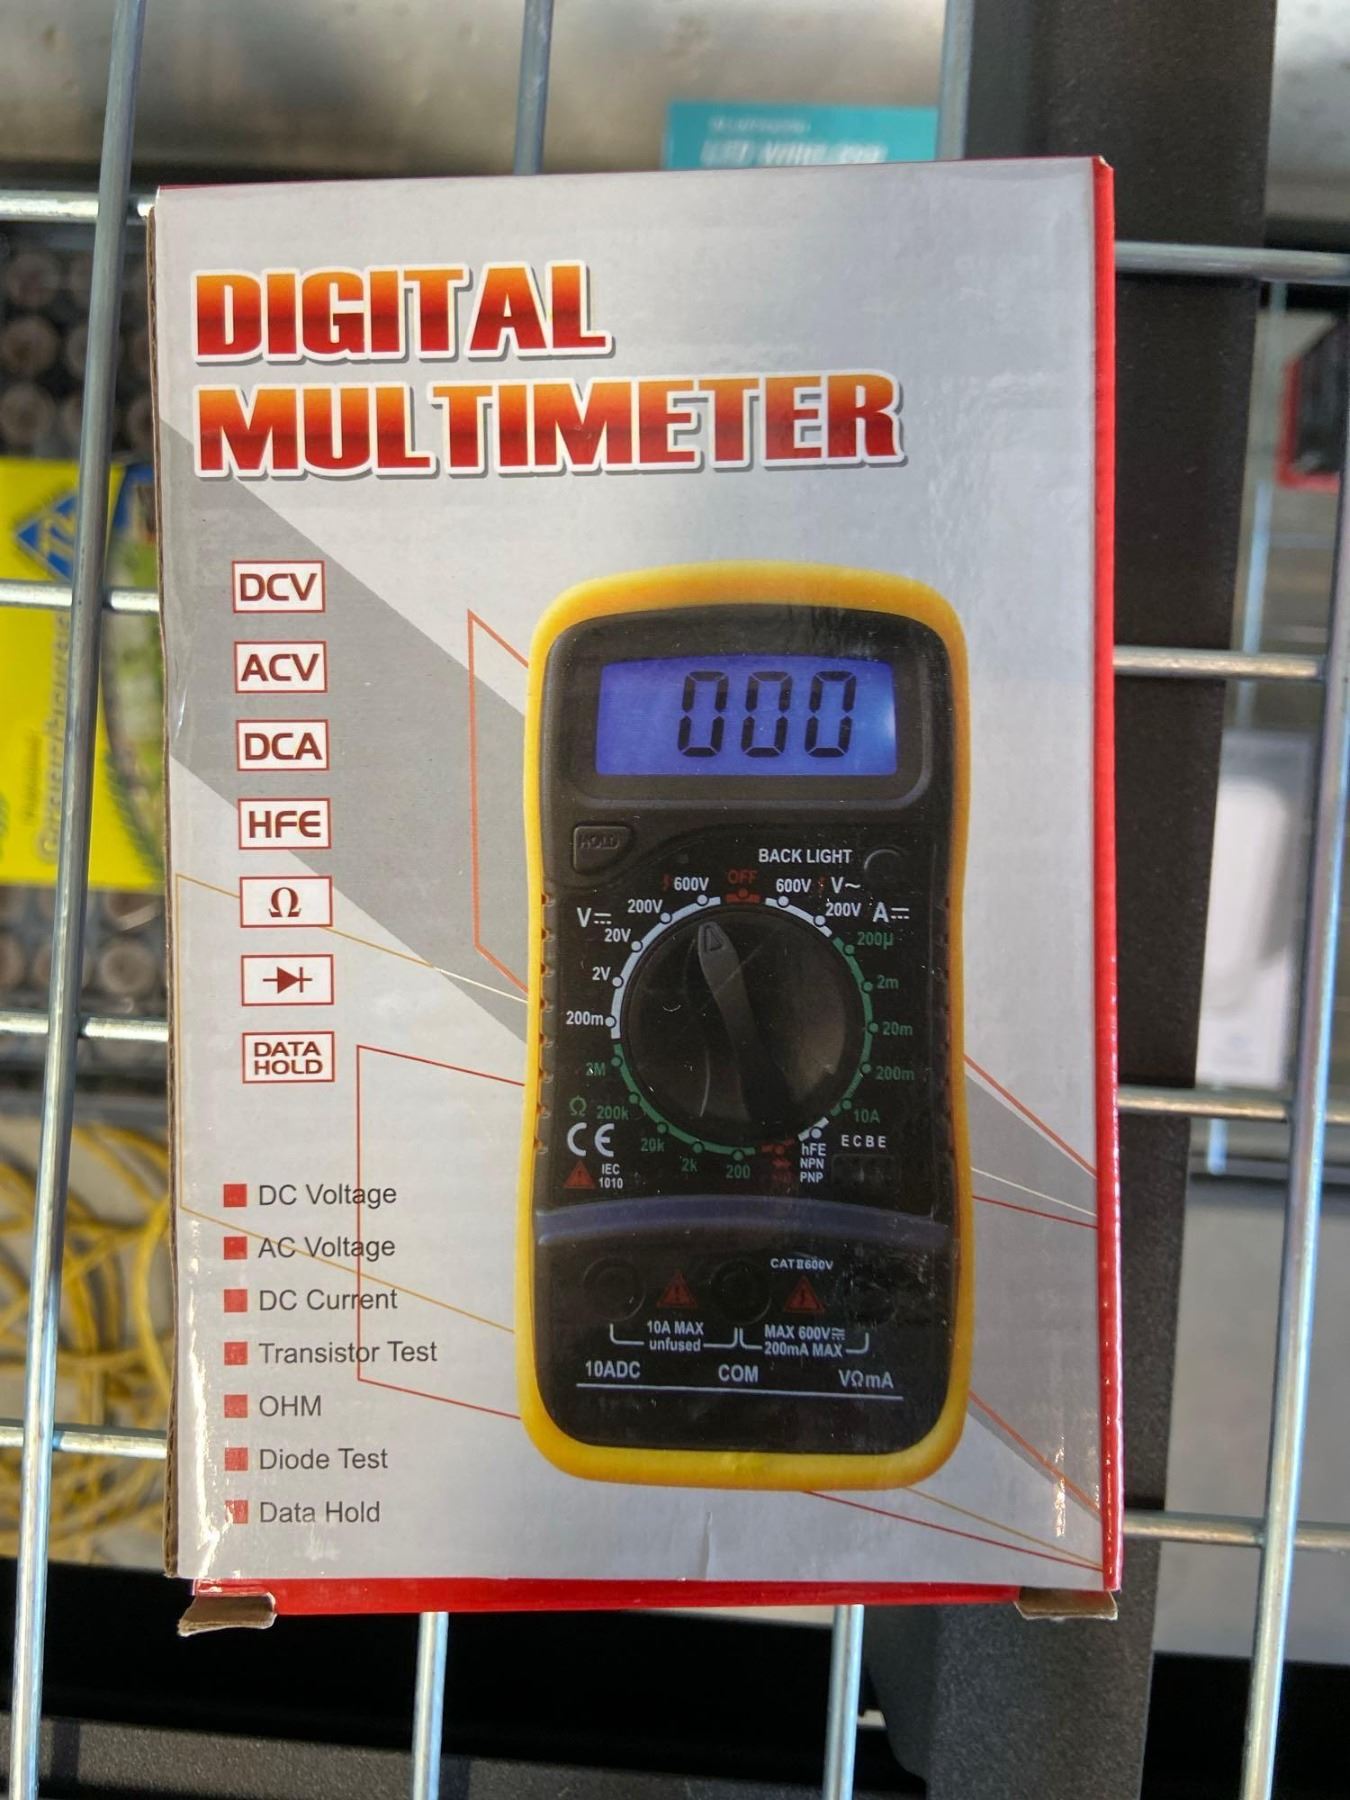 DIGITAL
MULTIMETER
DCV
ACV
DCA
HFE
Ω
DATA
HOLD
DC Voltage
AC Voltage
DC Current
Transistor Test
OHM
Diode Test
Data Hold
000
HOLD
BACK LIGHT
OFF
600V
600V
V~
200V
200V
V⎓
A⎓
20V
200µ
2V
2m
200m
20m
2M
200m
Ω
200k
10A
20k
2k
200
hFE
NPN
PNP
E C B E
CE
IEC
1010
CAT II 600V
10A MAX
unfused
MAX 600V
200mA MAX
10ADC
COM
VΩmA